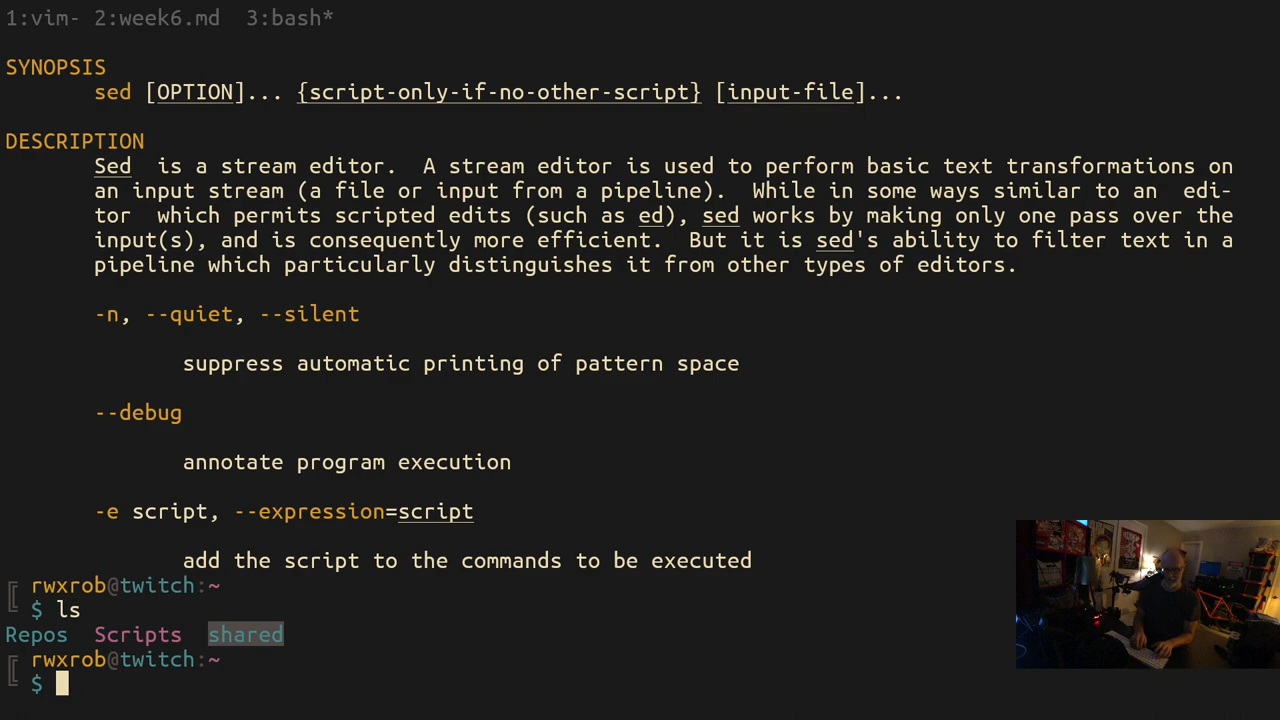 1:vim- 2:week6.md  3:bash*
SYNOPSIS
sed [OPTION]... {script-only-if-no-other-script} [input-file]...
DESCRIPTION
Sed  is a stream editor.  A stream editor is used to perform basic text transformations on
an input stream (a file or input from a pipeline).  While in some ways similar to an  edi-
tor  which permits scripted edits (such as ed), sed works by making only one pass over the
input(s), and is consequently more efficient.  But it is sed's ability to filter text in a
pipeline which particularly distinguishes it from other types of editors.
-n, --quiet, --silent
suppress automatic printing of pattern space
--debug
annotate program execution
-e script, --expression=script
add the script to the commands to be executed
rwxrob@twitch:~
$ ls
Repos  Scripts  shared
rwxrob@twitch:~
$